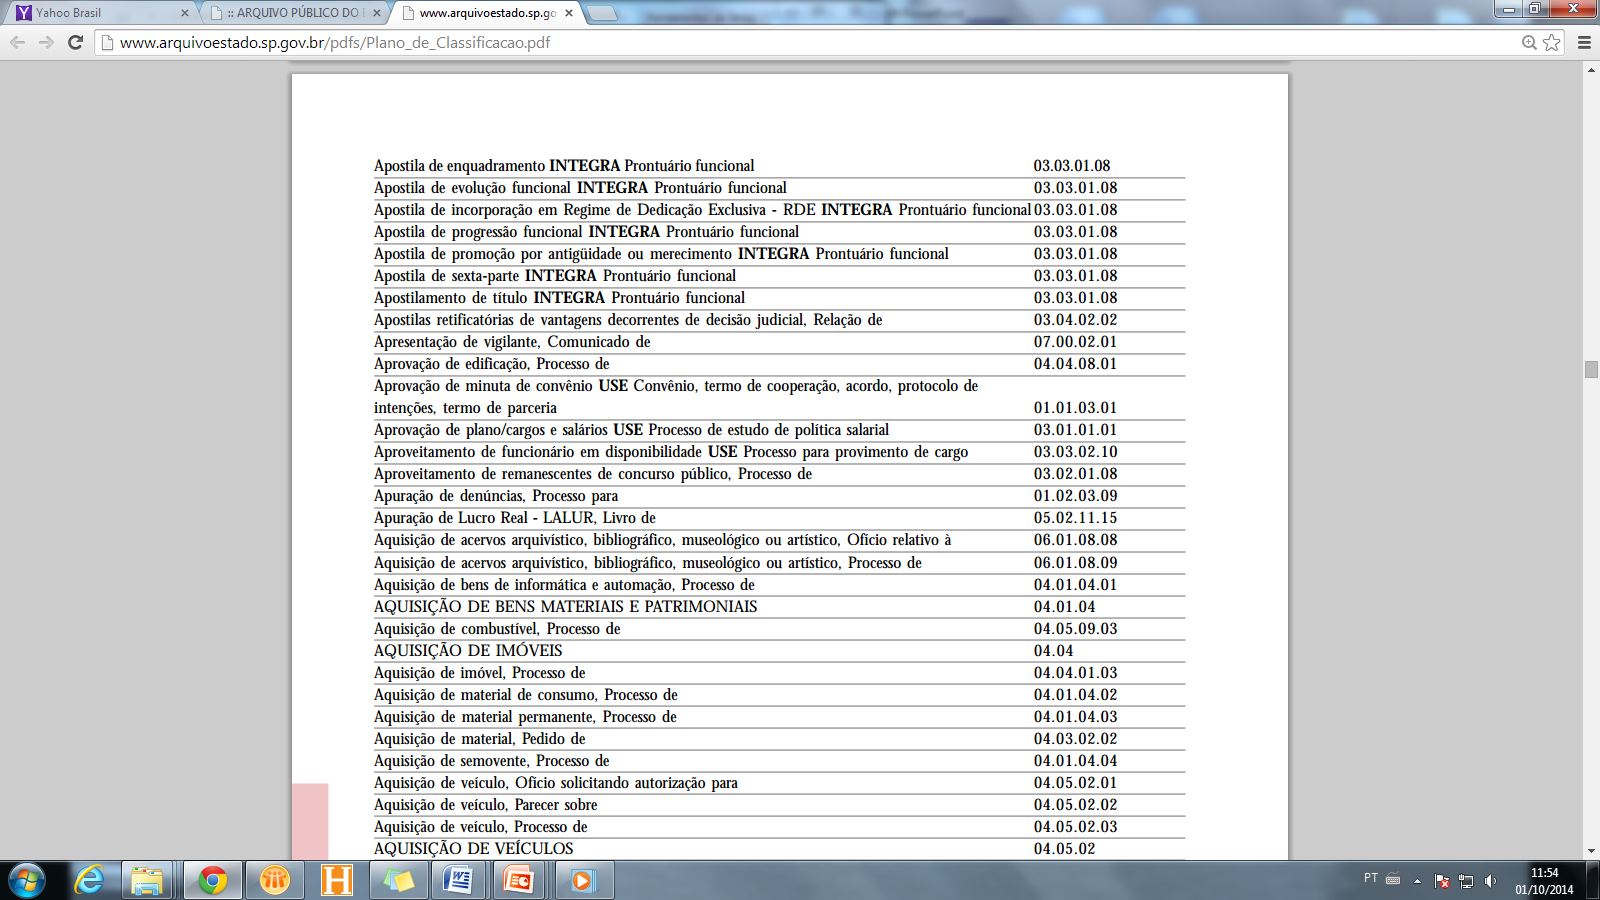 Yahoo Brasil
:: ARQUIVO PÚBLICO DO
www.arquivoestado.sp.go
www.arquivoestado.sp.gov.br/pdfs/Plano_de_Classificacao.pdf
Apostila de enquadramento INTEGRA Prontuário funcional 03.03.01.08
Apostila de evolução funcional INTEGRA Prontuário funcional 03.03.01.08
Apostila de incorporação em Regime de Dedicação Exclusiva - RDE INTEGRA Prontuário funcional 03.03.01.08
Apostila de progressão funcional INTEGRA Prontuário funcional 03.03.01.08
Apostila de promoção por antigüidade ou merecimento INTEGRA Prontuário funcional 03.03.01.08
Apostila de sexta-parte INTEGRA Prontuário funcional 03.03.01.08
Apostilamento de título INTEGRA Prontuário funcional 03.03.01.08
Apostilas retificatórias de vantagens decorrentes de decisão judicial, Relação de 03.04.02.02
Apresentação de vigilante, Comunicado de 07.00.02.01
Aprovação de edificação, Processo de 04.04.08.01
Aprovação de minuta de convênio USE Convênio, termo de cooperação, acordo, protocolo de
intenções, termo de parceria 01.01.03.01
Aprovação de plano/cargos e salários USE Processo de estudo de política salarial 03.01.01.01
Aproveitamento de funcionário em disponibilidade USE Processo para provimento de cargo 03.03.02.10
Aproveitamento de remanescentes de concurso público, Processo de 03.02.01.08
Apuração de denúncias, Processo para 01.02.03.09
Apuração de Lucro Real - LALUR, Livro de 05.02.11.15
Aquisição de acervos arquivístico, bibliográfico, museológico ou artístico, Ofício relativo à 06.01.08.08
Aquisição de acervos arquivístico, bibliográfico, museológico ou artístico, Processo de 06.01.08.09
Aquisição de bens de informática e automação, Processo de 04.01.04.01
AQUISIÇÃO DE BENS MATERIAIS E PATRIMONIAIS 04.01.04
Aquisição de combustível, Processo de 04.05.09.03
AQUISIÇÃO DE IMÓVEIS 04.04
Aquisição de imóvel, Processo de 04.04.01.03
Aquisição de material de consumo, Processo de 04.01.04.02
Aquisição de material permanente, Processo de 04.01.04.03
Aquisição de material, Pedido de 04.03.02.02
Aquisição de semovente, Processo de 04.01.04.04
Aquisição de veículo, Ofício solicitando autorização para 04.05.02.01
Aquisição de veículo, Parecer sobre 04.05.02.02
Aquisição de veículo, Processo de 04.05.02.03
AQUISIÇÃO DE VEÍCULOS 04.05.02
PT
11:54
01/10/2014